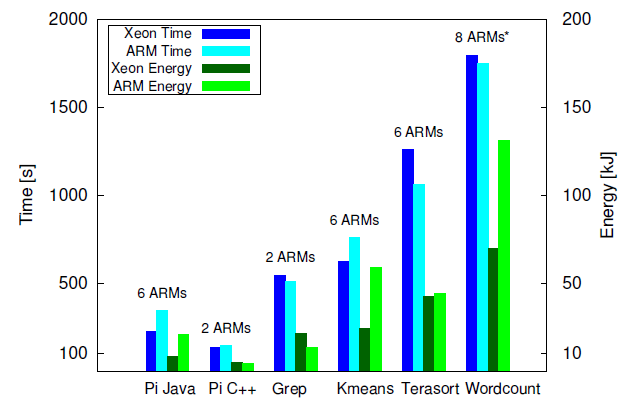 2000
1500
1000
500
100
Time [s]
Xeon Time
ARM Time
Xeon Energy
ARM Energy
6 ARMs
2 ARMs
2 ARMs
6 ARMs
6 ARMs
8 ARMs*
200
150
100
50
10
Energy [kJ]
Pi Java Pi C++ Grep Kmeans Terasort Wordcount